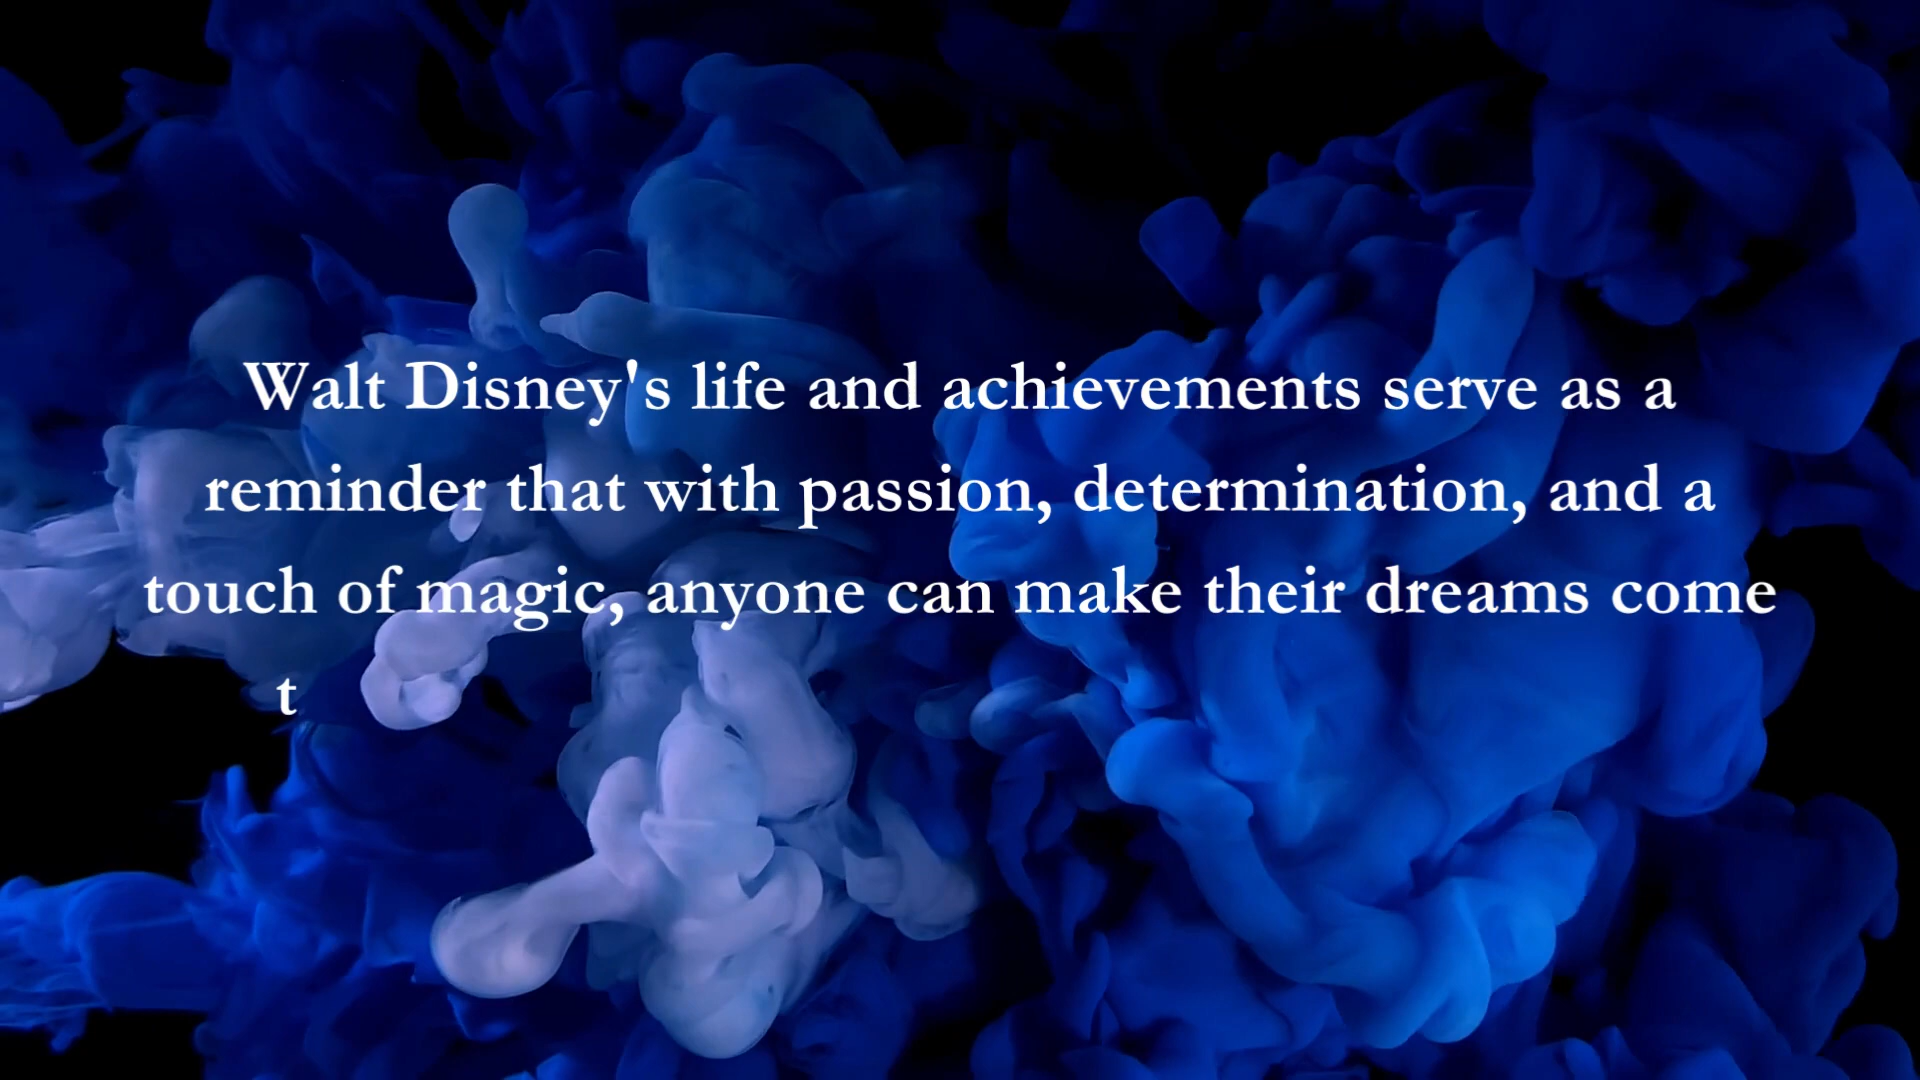 Walt Disney's life and achievements serve as a
reminder that with passion, determination, and a
touch of magic, anyone can make their dreams come
t